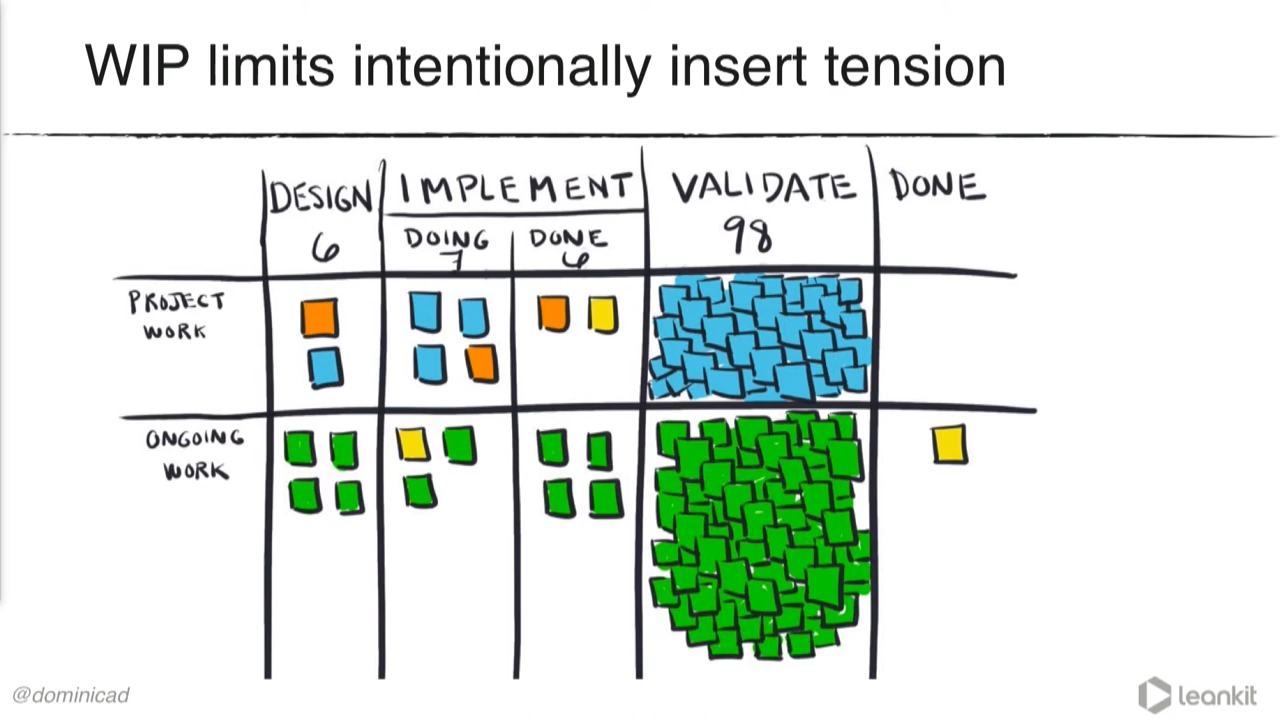 WIP limits intentionally insert tension
DESIGN
6
IMPLEMENT
DOING
7
DONE
6
VALIDATE
98
DONE
PROJECT
WORK
ONGOING
WORK
@dominicad
leankit